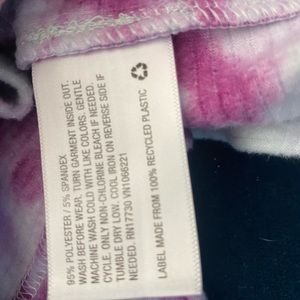 95% POLYESTER / 5% SPANDEX
WASH BEFORE WEAR. TURN GARMENT INSIDE OUT.
MACHINE WASH COLD WITH LIKE COLORS. GENTLE
CYCLE. ONLY NON-CHLORINE BLEACH IF NEEDED.
TUMBLE DRY LOW. COOL IRON ON REVERSE SIDE IF
NEEDED. RN17730 VN1066221
LABEL MADE FROM 100% RECYCLED PLASTIC